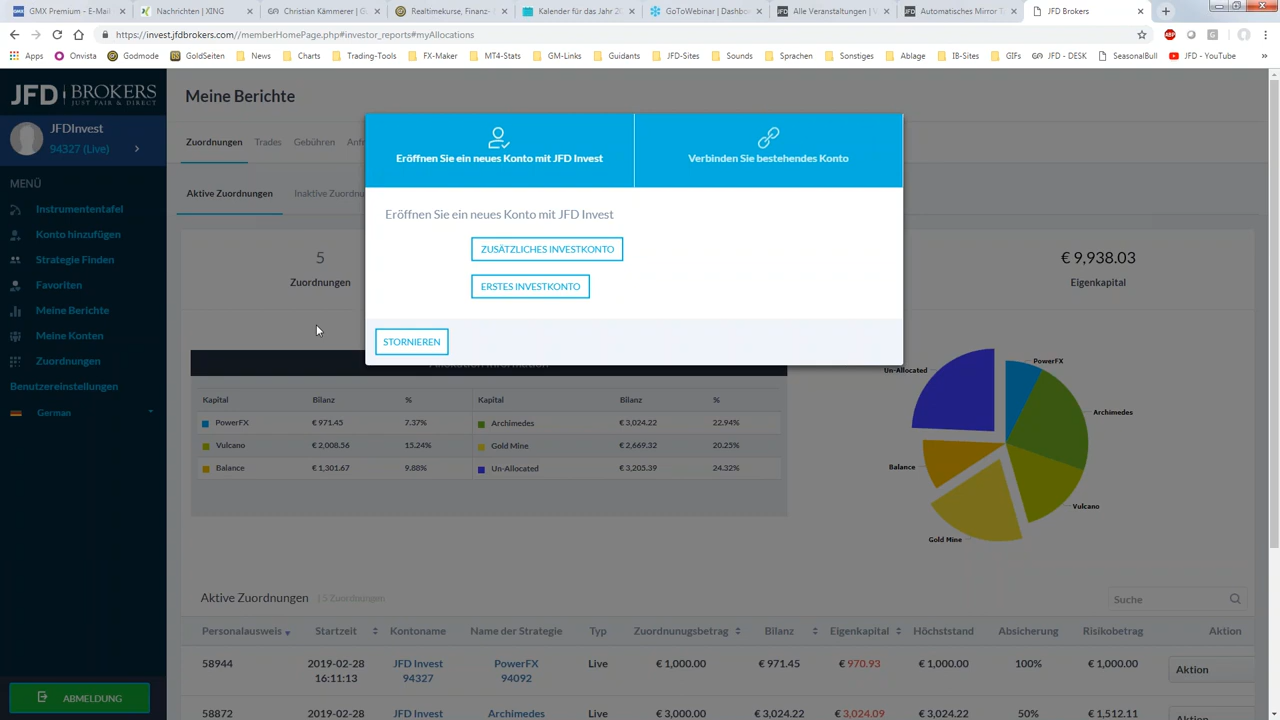 GMX Premium - E-Mail
Nachrichten | XING
Christian Kämmerer | G
Realtimekurse, Finanz-
Kalender für das Jahr 2
GoToWebinar | Dashbo
Alle Veranstaltungen | V
Automatisches Mirror T
JFD Brokers
https://invest.jfdbrokers.com//memberHomePage.php#investor_reports#myAllocations
Apps
Onvista
Godmode
GoldSeiten
News
Charts
Trading-Tools
FX-Maker
MT4-Stats
GM-Links
Guidants
JFD-Sites
Sounds
Sprachen
Sonstiges
Ablage
IB-Sites
GIFs
JFD - DESK
SeasonalBull
JFD - YouTube
JFD | BROKERS
JUST FAIR & DIRECT
JFDInvest
94327 (Live)
MENÜ
Instrumententafel
Konto hinzufügen
Strategie Finden
Favoriten
Meine Berichte
Meine Konten
Zuordnungen
Benutzereinstellungen
German
ABMELDUNG
Meine Berichte
Zuordnungen
Trades
Gebühren
Anf
Aktive Zuordnungen
Inaktive Zuordnu
Eröffnen Sie ein neues Konto mit JFD Invest
Verbinden Sie bestehendes Konto
Eröffnen Sie ein neues Konto mit JFD Invest
ZUSÄTZLICHES INVESTKONTO
ERSTES INVESTKONTO
STORNIEREN
5
Zuordnungen
€ 9,938.03
Eigenkapital
Kapital Bilanz % Kapital Bilanz %
PowerFX € 971.45 7.37% Archimedes € 3,024.22 22.94%
Vulcano € 2,008.56 15.24% Gold Mine € 2,669.32 20.25%
Balance € 1,301.67 9.88% Un-Allocated € 3,205.39 24.32%
PowerFX
Un-Allocated
Archimedes
Balance
Vulcano
Gold Mine
Aktive Zuordnungen | 5 Zuordnungen
Suche
Personalausweis Startzeit Kontoname Name der Strategie Typ Zuordnungsbetrag Bilanz Eigenkapital Höchststand Absicherung Risikobetrag Aktion
58944 2019-02-28 16:11:13 JFD Invest 94327 PowerFX 94092 Live € 1,000.00 € 971.45 € 970.93 € 1,000.00 100% € 1,000.00 Aktion
58872 2019-02-28 JFD Invest Archimedes Live € 3,000.00 € 3,024.22 € 3,024.09 € 3,024.22 50% € 1,512.11 Aktion